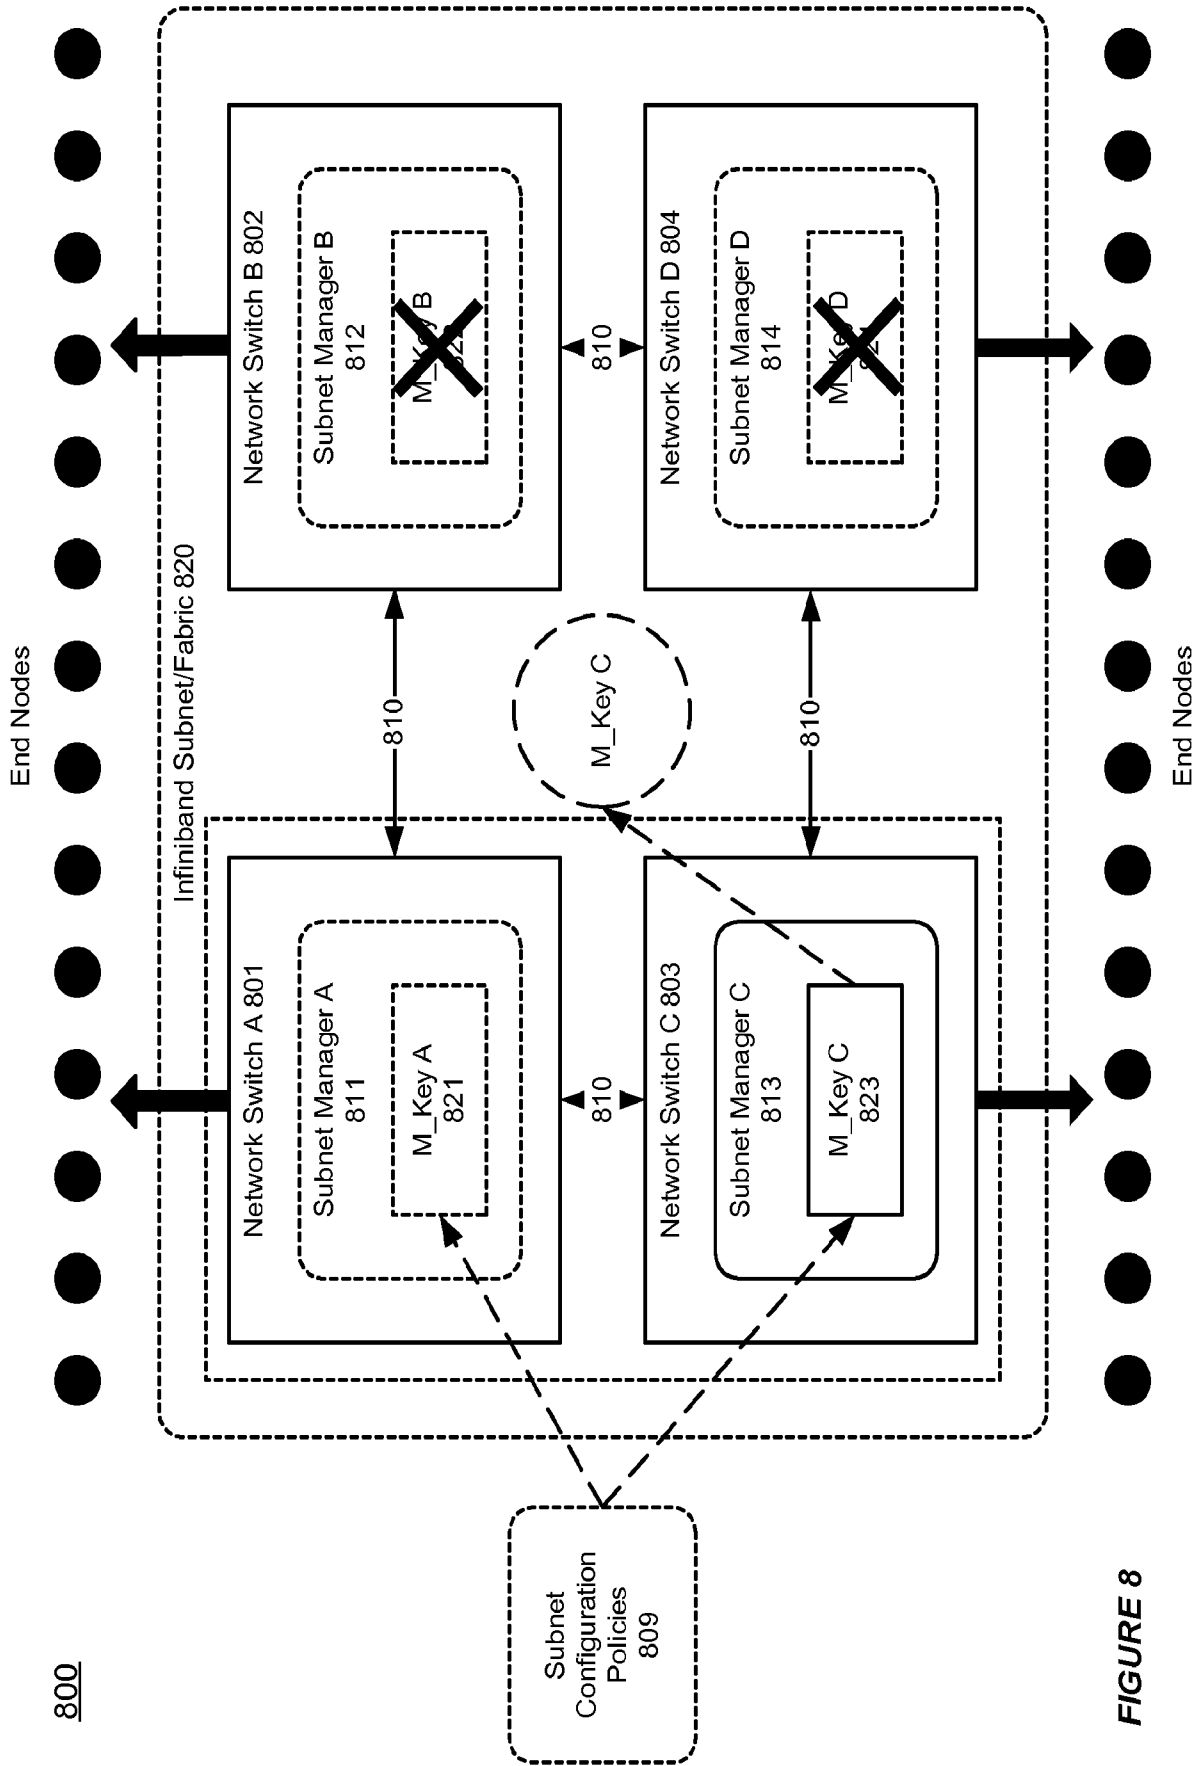 800
End Nodes
Infiniband Subnet/Fabric 820
Network Switch A 801
Subnet Manager A
811
M_Key A
821
810
Network Switch B 802
Subnet Manager B
812
M_Key B
Subnet
Configuration
Policies
809
810
M_Key C
810
Network Switch C 803
Subnet Manager C
813
M_Key C
823
810
Network Switch D 804
Subnet Manager D
814
M_Key D
End Nodes
FIGURE 8